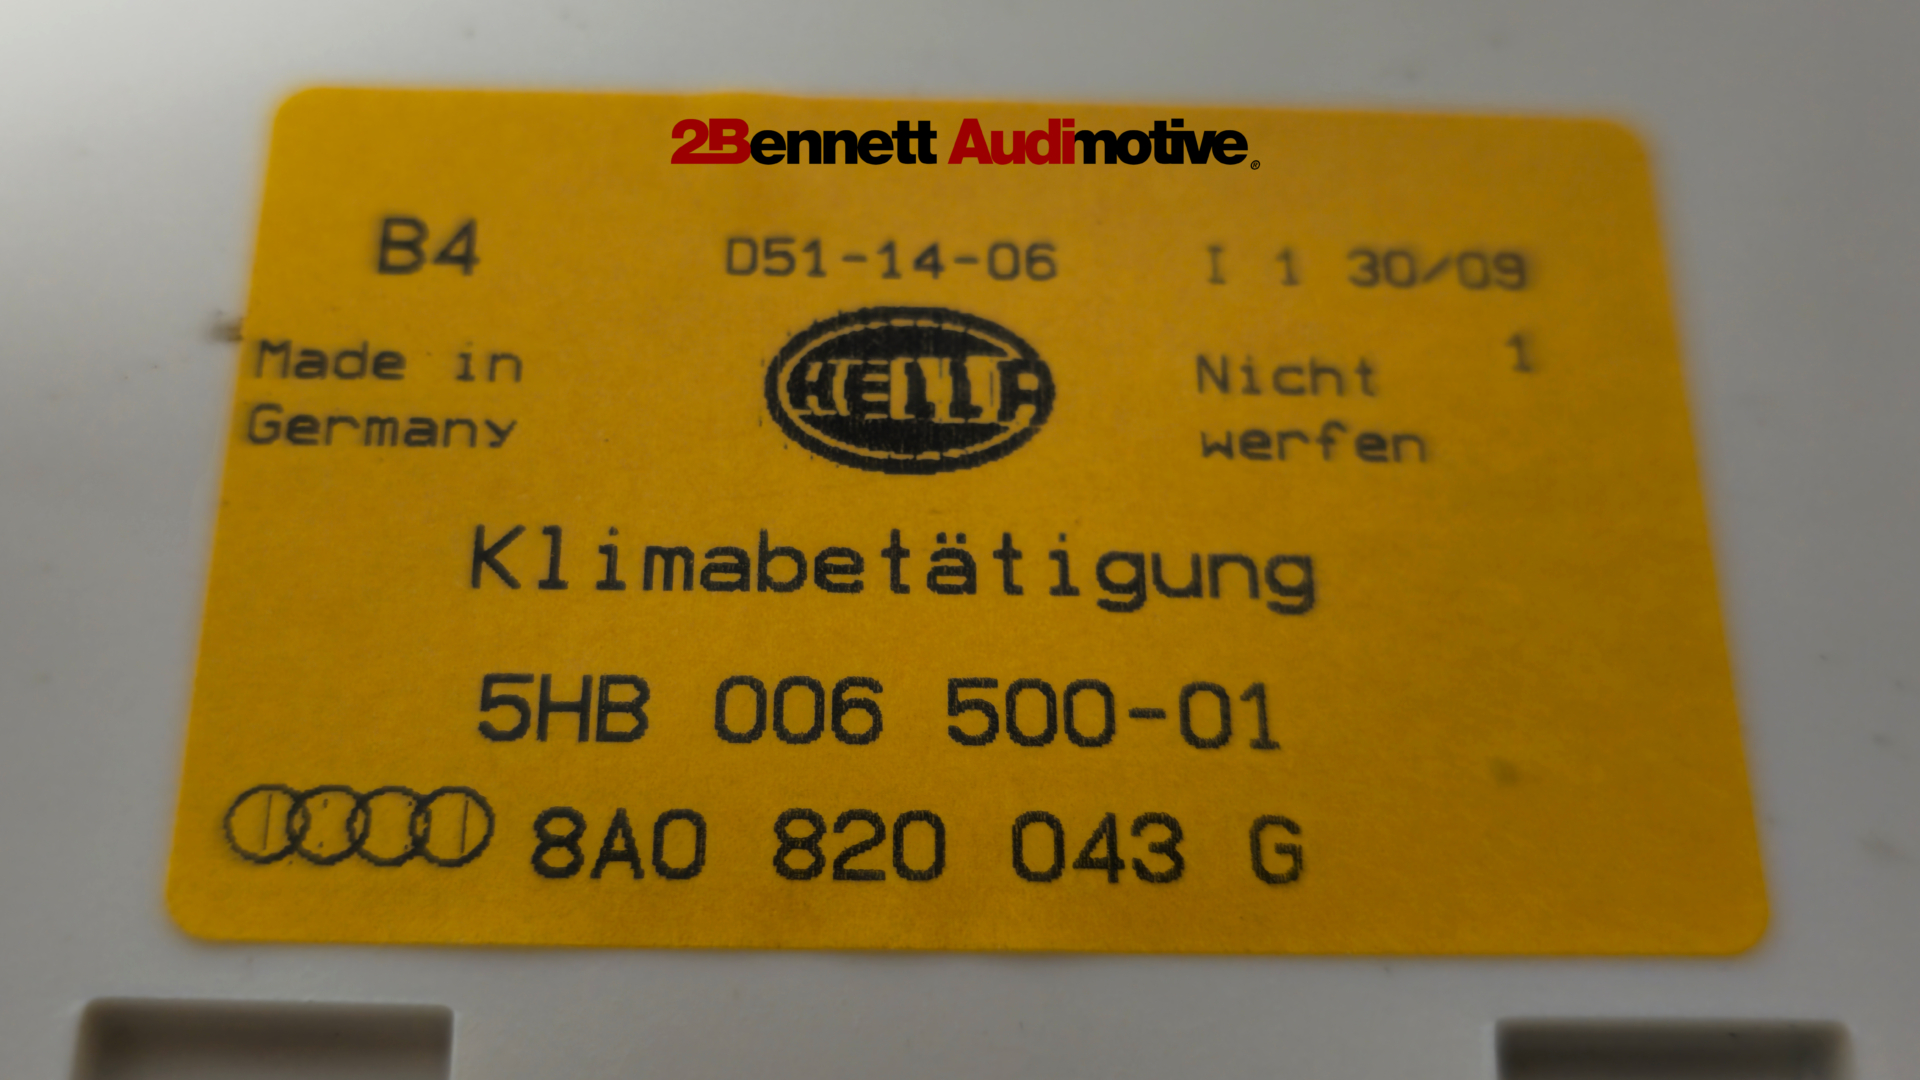 2Bennett Audimotive®
B4 D51-14-06 I 1 30/09
Made in Germany
HELLA
Nicht werfen 1
Klimabetätigung
5HB 006 500-01
8A0 820 043 G